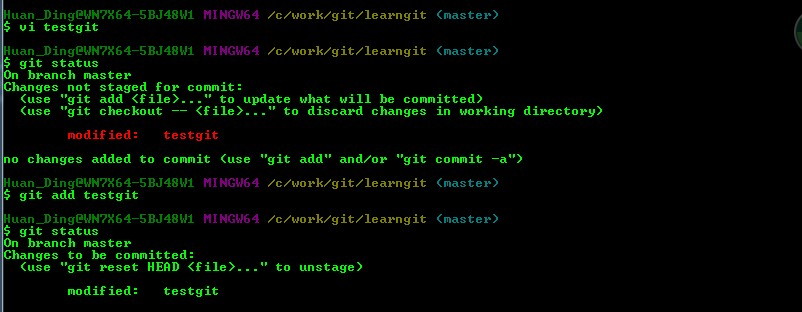 Huan_Ding@WN7X64-5BJ48W1 MINGW64 /c/work/git/learngit (master)
$ vi testgit
Huan_Ding@WN7X64-5BJ48W1 MINGW64 /c/work/git/learngit (master)
$ git status
On branch master
Changes not staged for commit:
  (use "git add <file>..." to update what will be committed)
  (use "git checkout -- <file>..." to discard changes in working directory)
        modified:   testgit
no changes added to commit (use "git add" and/or "git commit -a")
Huan_Ding@WN7X64-5BJ48W1 MINGW64 /c/work/git/learngit (master)
$ git add testgit
Huan_Ding@WN7X64-5BJ48W1 MINGW64 /c/work/git/learngit (master)
$ git status
On branch master
Changes to be committed:
  (use "git reset HEAD <file>..." to unstage)
        modified:   testgit